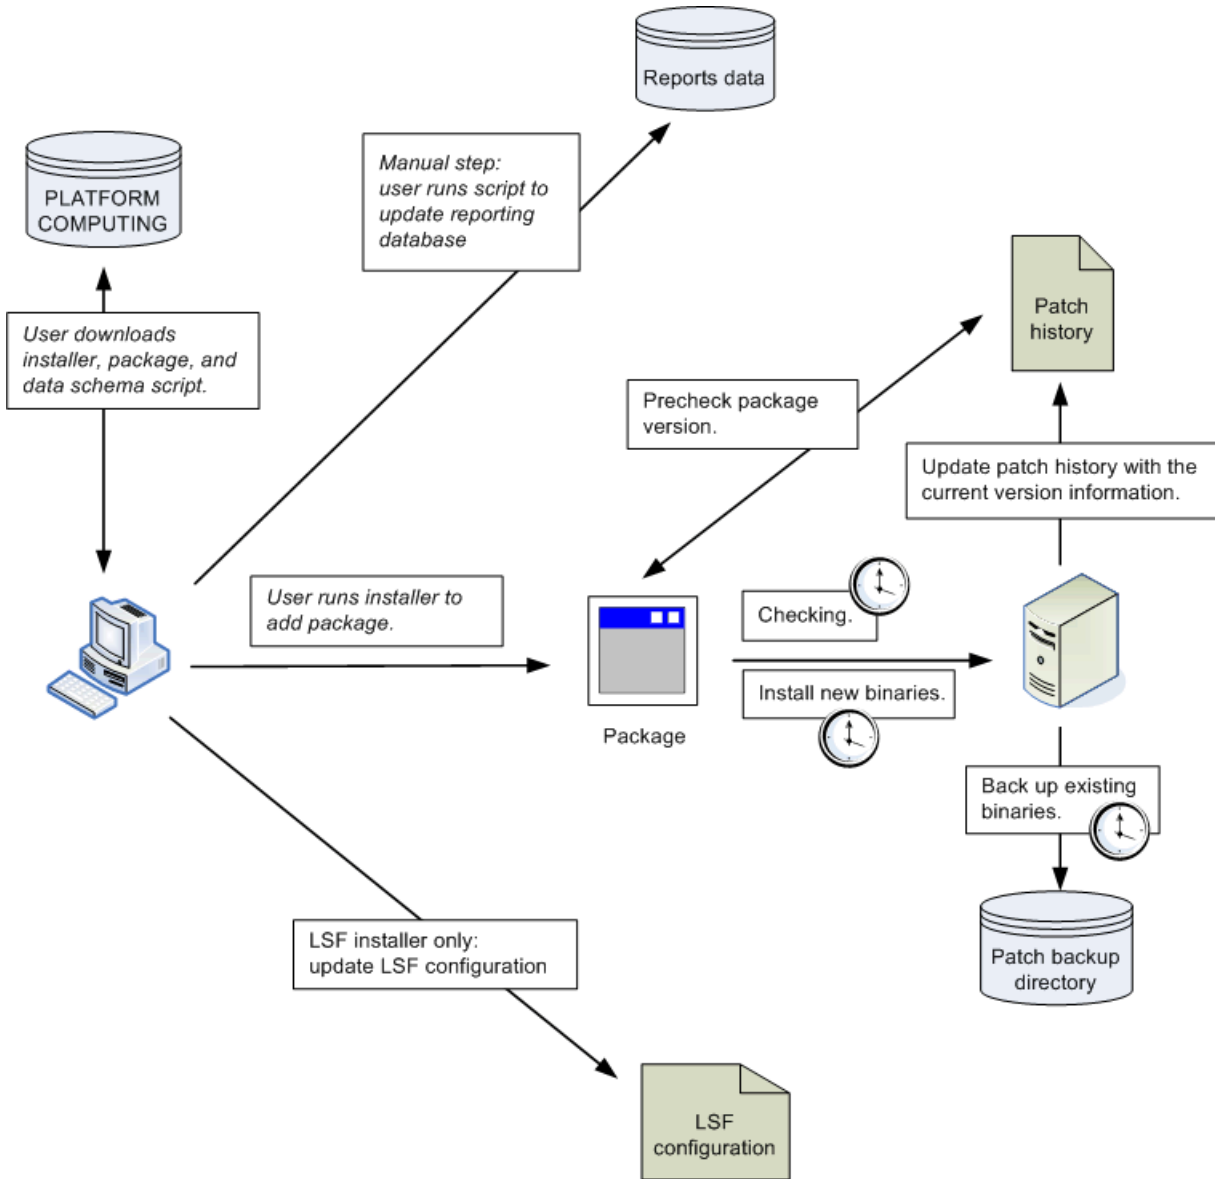 Reports data
PLATFORM
COMPUTING
Manual step:
user runs script to
update reporting
database
User downloads
installer, package, and
data schema script.
Patch
history
Precheck package
version.
Update patch history with the
current version information.
User runs installer to
add package.
Checking.
Install new binaries.
Package
Back up existing
binaries.
LSF installer only:
update LSF configuration
Patch backup
directory
LSF
configuration